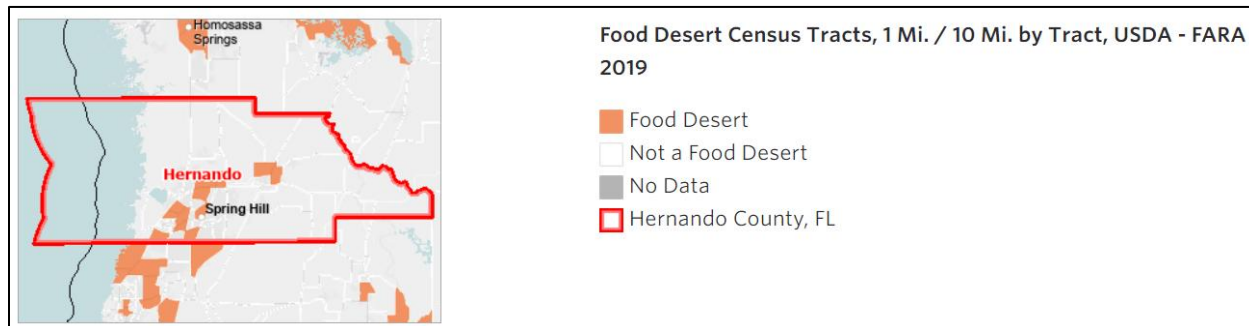 Homosassa
Springs
Hernando
Spring Hill
Food Desert Census Tracts, 1 Mi. / 10 Mi. by Tract, USDA - FARA
2019
Food Desert
Not a Food Desert
No Data
Hernando County, FL